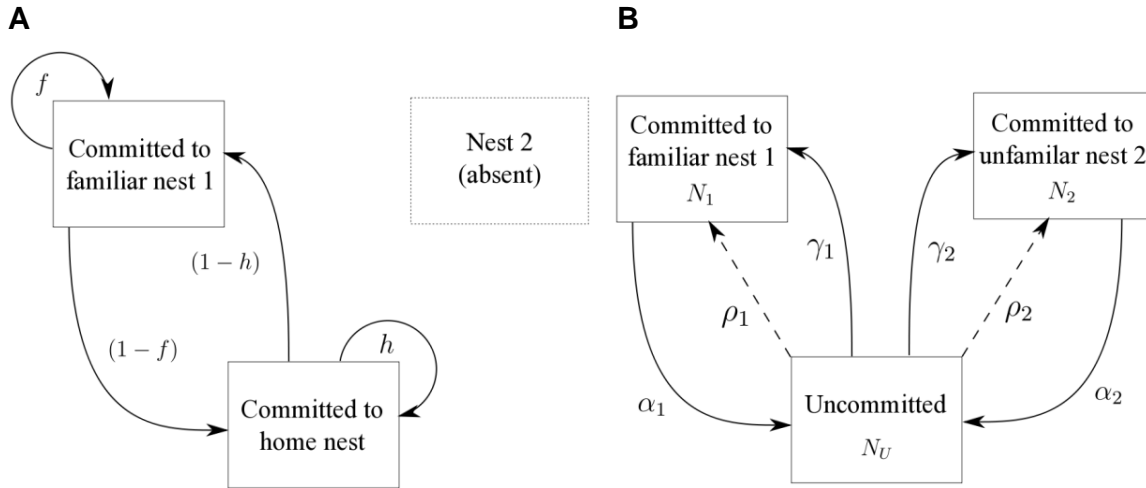 A
f
Committed to
familiar nest 1
(1 − h)
(1 − f)
h
Committed to
home nest
Nest 2
(absent)
B
Committed to
familiar nest 1
N₁
Committed to
unfamilar nest 2
N₂
γ₁
γ₂
ρ₁
ρ₂
α₁
α₂
Uncommitted
N_U